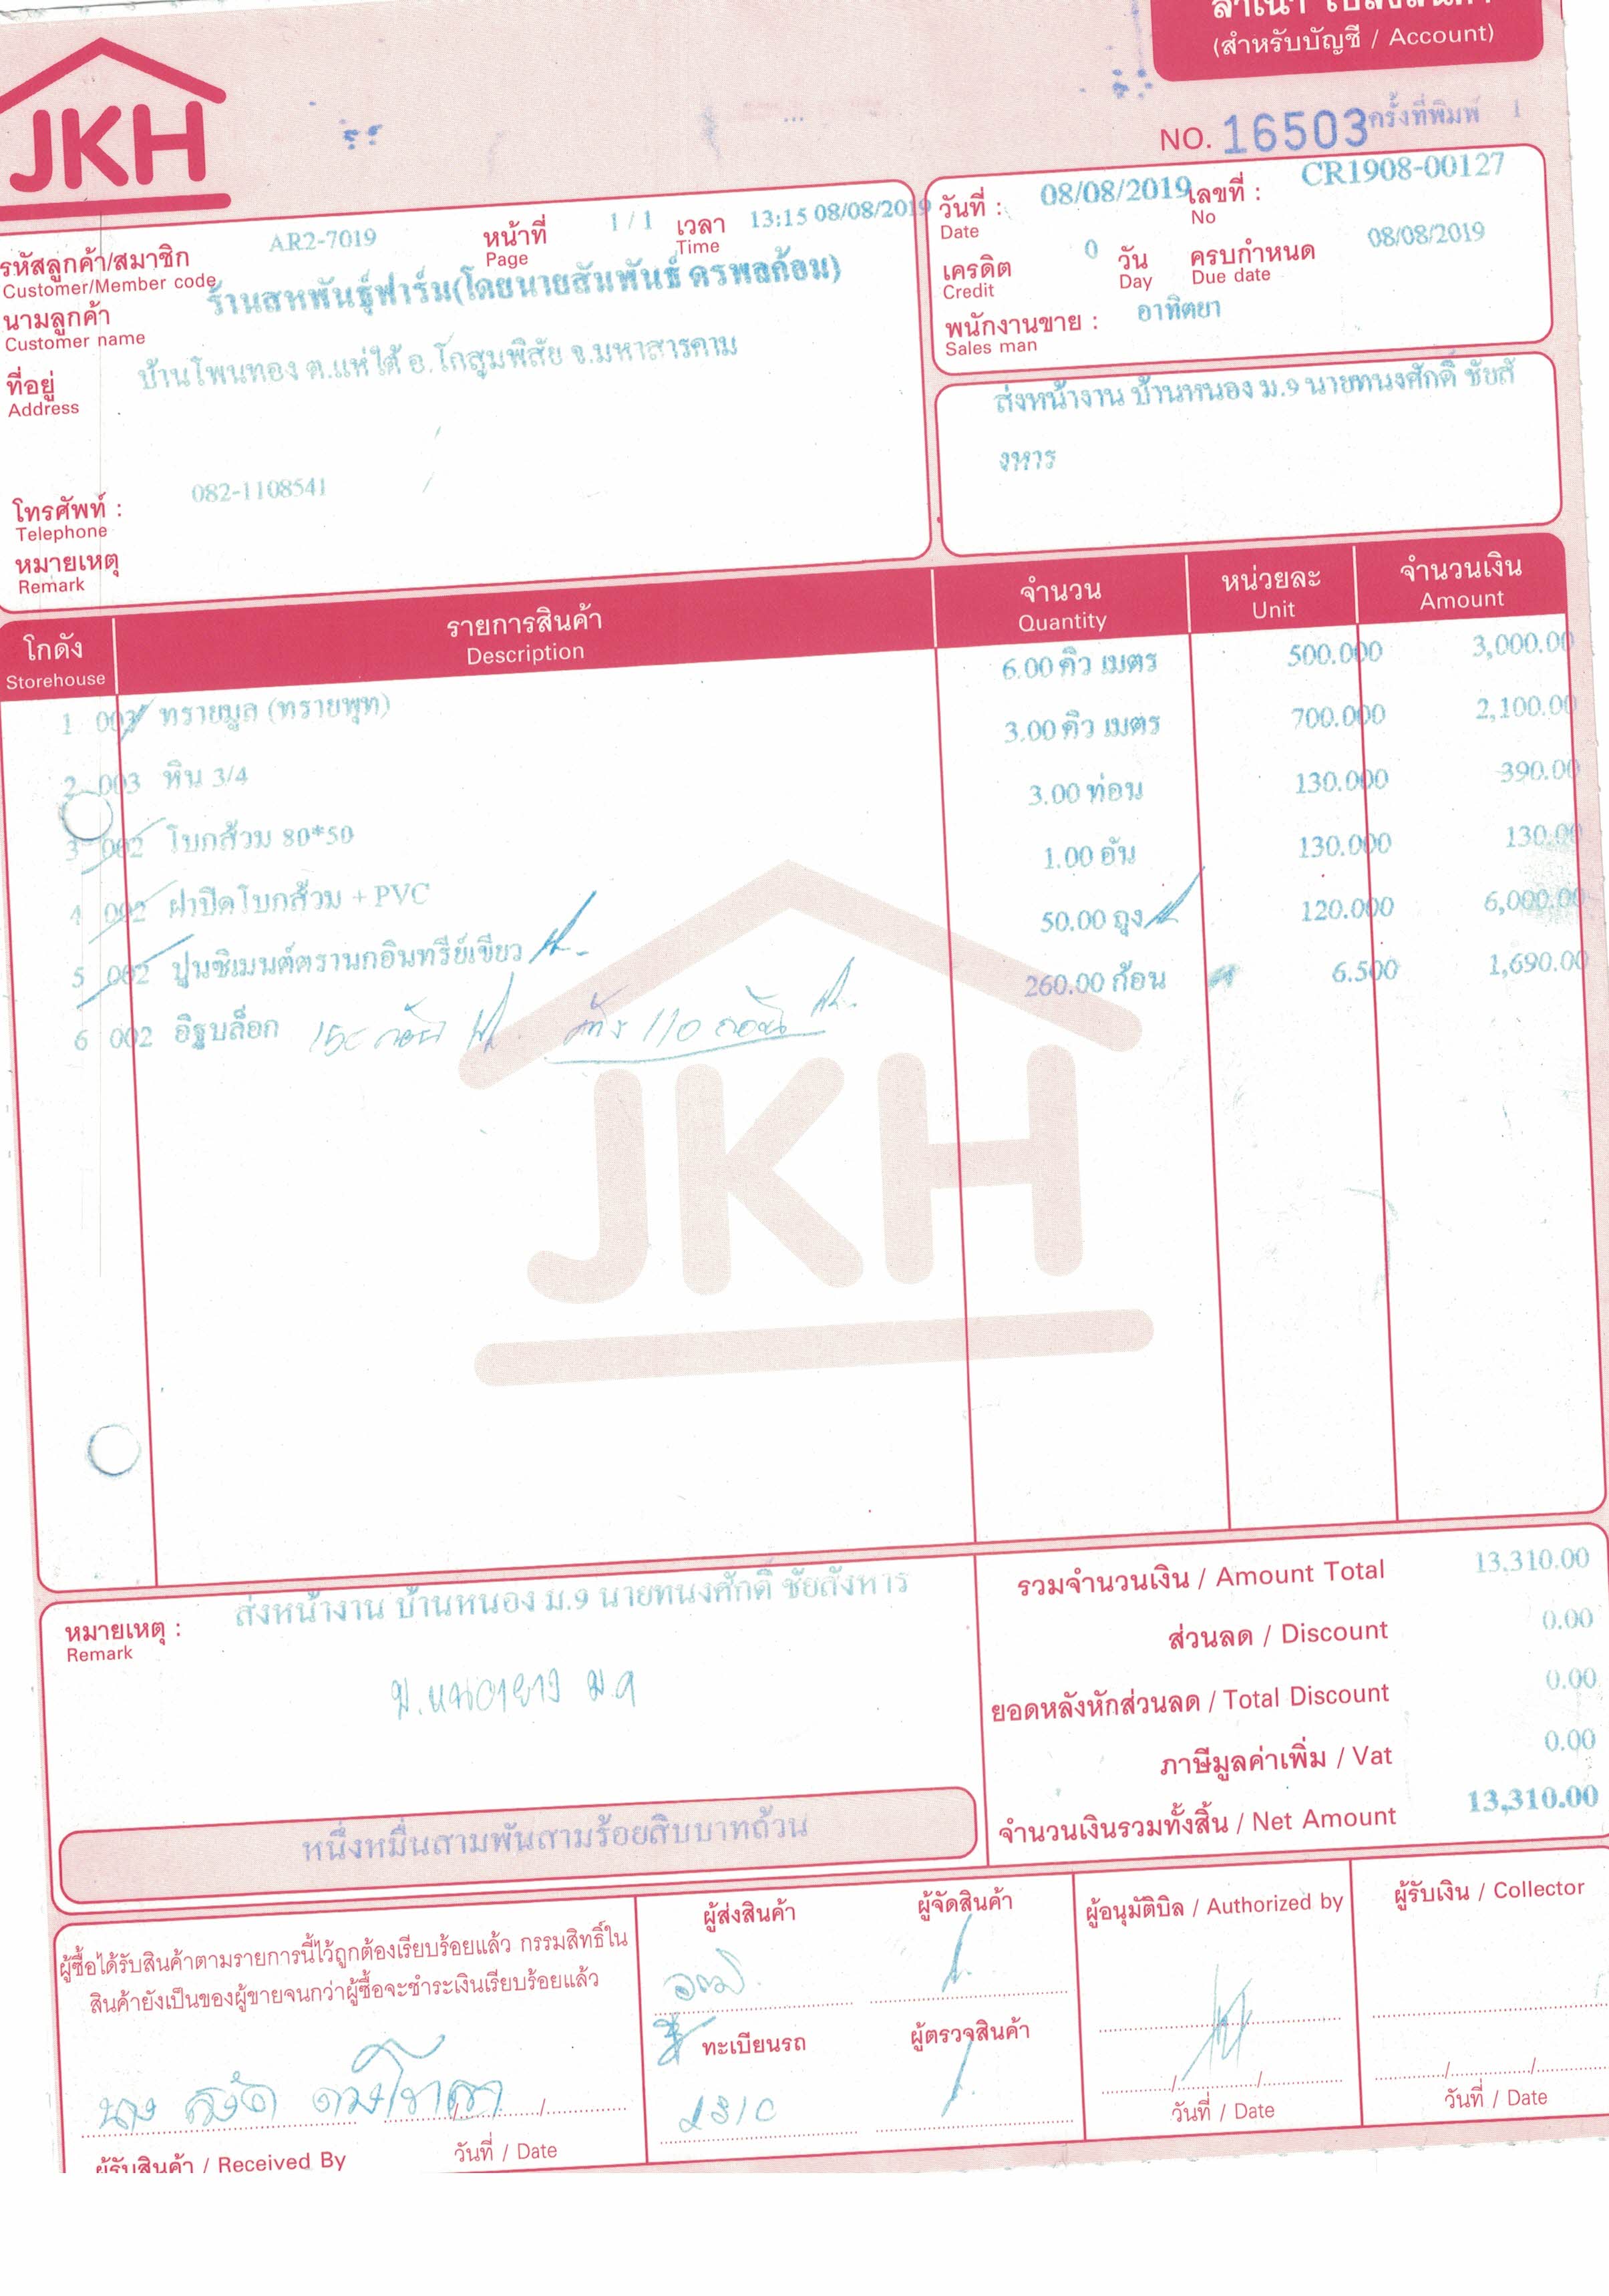 สำเนา ใบส่งสินค้า
(สำหรับบัญชี / Account)
JKH
NO. 16503 ครั้งที่พิมพ์ 1
รหัสลูกค้า/สมาชิก AR2-7019 หน้าที่ 1 / 1 เวลา 13:15 08/08/2019
Customer/Member code Page Time
นามลูกค้า ร้านสหพันธุ์ฟาร์ม(โดยนายสัมพันธ์ ดรพลก้อม)
Customer name
ที่อยู่ บ้านโพนทอง ต.แห่ใต้ อ.โกสุมพิสัย จ.มหาสารคาม
Address
โทรศัพท์ : 082-1108541
Telephone
หมายเหตุ
Remark
วันที่ : 08/08/2019 เลขที่ : CR1908-00127
Date No
เครดิต 0 วัน ครบกำหนด 08/08/2019
Credit Day Due date
พนักงานขาย : อาทิตยา
Sales man
ส่งหน้างาน บ้านหนอง ม.9 นายทนงศักดิ์ ชัยสั
งหาร
โกดัง รายการสินค้า จำนวน หน่วยละ จำนวนเงิน
Storehouse Description Quantity Unit Amount
1 003 ทรายมูล (ทรายพุท) 6.00 คิว เมตร 500.000 3,000.00
2 003 หิน 3/4 3.00 คิว เมตร 700.000 2,100.00
3 002 โบกส้วม 80*50 3.00 ท่อน 130.000 390.00
4 002 ฝาปิดโบกส้วม + PVC 1.00 อัน 130.000 130.00
5 002 ปูนซิเมนต์ตรานกอินทรีย์เขียว 50.00 ถุง 120.000 6,000.00
6 002 อิฐบล็อก 260.00 ก้อน 6.500 1,690.00
150 ก้อน ค้าง 110 ก้อน
JKH
หมายเหตุ : ส่งหน้างาน บ้านหนอง ม.9 นายทนงศักดิ์ ชัยสังหาร
Remark
ม.9
หนึ่งหมื่นสามพันสามร้อยสิบบาทถ้วน
รวมจำนวนเงิน / Amount Total 13,310.00
ส่วนลด / Discount 0.00
ยอดหลังหักส่วนลด / Total Discount 0.00
ภาษีมูลค่าเพิ่ม / Vat 0.00
จำนวนเงินรวมทั้งสิ้น / Net Amount 13,310.00
ผู้ซื้อได้รับสินค้าตามรายการนี้ไว้ถูกต้องเรียบร้อยแล้ว กรรมสิทธิ์ใน
สินค้ายังเป็นของผู้ขายจนกว่าผู้ซื้อจะชำระเงินเรียบร้อยแล้ว
ผู้รับสินค้า / Received By วันที่ / Date
ผู้ส่งสินค้า ผู้จัดสินค้า
ทะเบียนรถ ผู้ตรวจสินค้า
ผู้อนุมัติบิล / Authorized by
วันที่ / Date
ผู้รับเงิน / Collector
วันที่ / Date